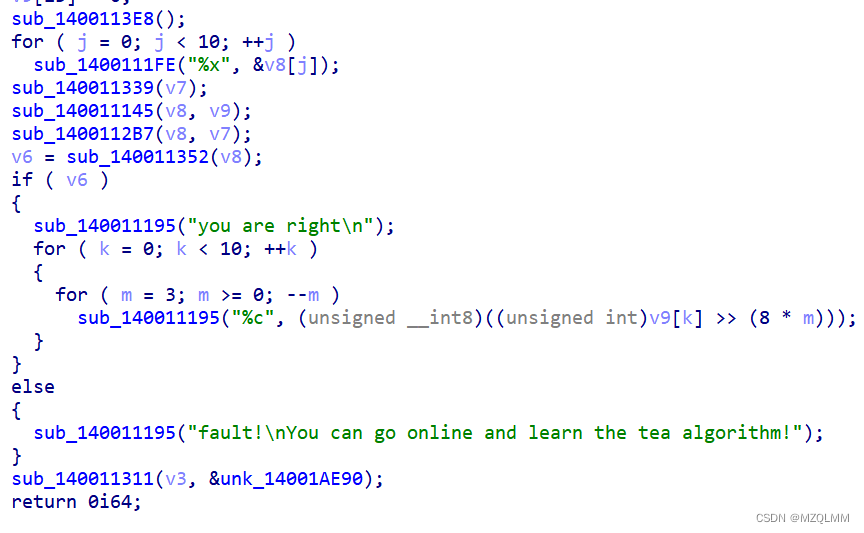 sub_1400113E8();
for ( j = 0; j < 10; ++j )
sub_1400111FE("%x", &v8[j]);
sub_140011339(v7);
sub_140011145(v8, v9);
sub_1400112B7(v8, v7);
v6 = sub_140011352(v8);
if ( v6 )
{
sub_140011195("you are right\n");
for ( k = 0; k < 10; ++k )
{
for ( m = 3; m >= 0; --m )
sub_140011195("%c", (unsigned __int8)((unsigned int)v9[k] >> (8 * m)));
}
}
else
{
sub_140011195("fault!\nYou can go online and learn the tea algorithm!");
}
sub_140011311(v3, &unk_14001AE90);
return 0i64;
CSDN @MZQLMM